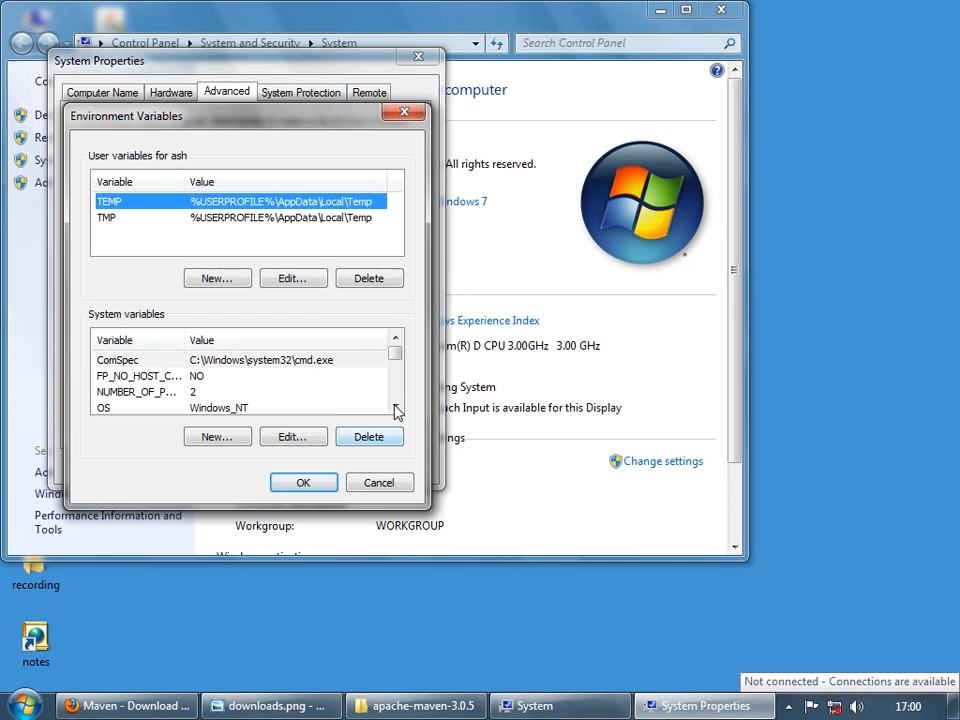 Control Panel
System and Security
System
Search Control Panel
System Properties
Computer Name
Hardware
Advanced
System Protection
Remote
computer
Environment Variables
User variables for ash
Variable Value
TEMP %USERPROFILE%\AppData\Local\Temp
TMP %USERPROFILE%\AppData\Local\Temp
New... Edit... Delete
System variables
Variable Value
ComSpec C:\Windows\system32\cmd.exe
FP_NO_HOST_C... NO
NUMBER_OF_P... 2
OS Windows_NT
New... Edit... Delete
OK Cancel
All rights reserved.
ndows 7
Experience Index
m(R) D CPU 3.00GHz 3.00 GHz
ng System
ch Input is available for this Display
ngs
Change settings
Performance Information and
Tools
Workgroup: WORKGROUP
recording
notes
Not connected - Connections are available
Maven - Download ...
downloads.png - ...
apache-maven-3.0.5
System
System Properties
17:00